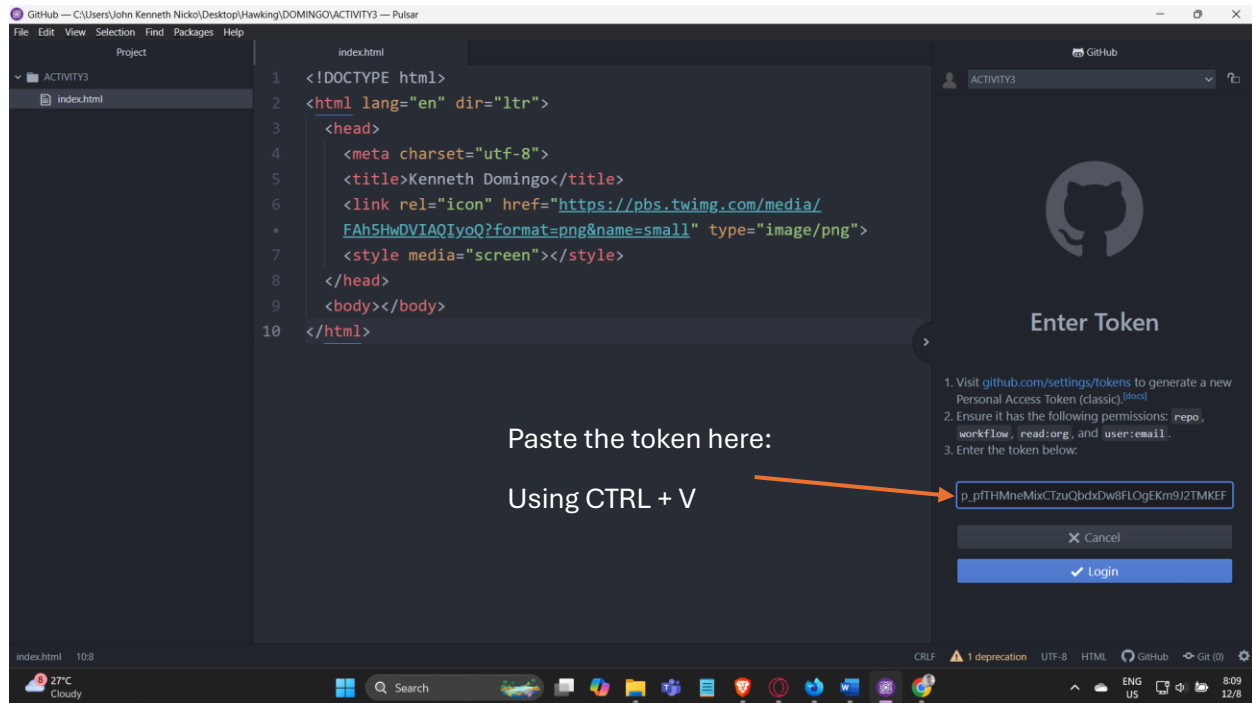 GitHub — C:\Users\John Kenneth Nicko\Desktop\Hawking\DOMINGO\ACTIVITY3 — Pulsar
File Edit View Selection Find Packages Help
Project
index.html
GitHub
ACTIVITY3
ACTIVITY3
index.html
1 <!DOCTYPE html>
2 <html lang="en" dir="ltr">
3 <head>
4 <meta charset="utf-8">
5 <title>Kenneth Domingo</title>
6 <link rel="icon" href="https://pbs.twimg.com/media/
• FAh5HwDVIAQIyoQ?format=png&name=small" type="image/png">
7 <style media="screen"></style>
8 </head>
9 <body></body>
10 </html>
Enter Token
1. Visit github.com/settings/tokens to generate a new
Personal Access Token (classic).[docs]
2. Ensure it has the following permissions: repo,
workflow, read:org, and user:email.
3. Enter the token below:
Paste the token here:
Using CTRL + V
Cancel
Login
index.html 10:8
CRLF 1 deprecation UTF-8 HTML GitHub Git (0)
8
27°C
Cloudy
Search
ENG
US
8:09
12/8